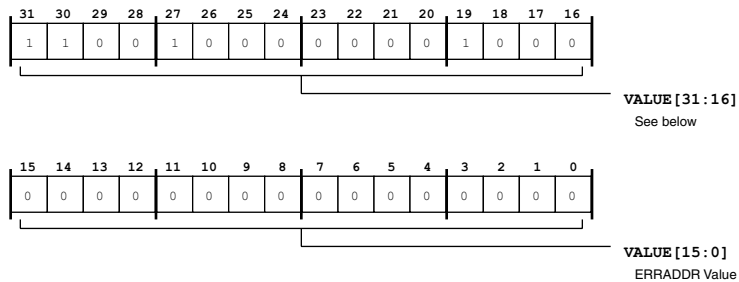 31 30 29 28 27 26 25 24 23 22 21 20 19 18 17 16
1 1 0 0 1 0 0 0 0 0 0 0 1 0 0 0
VALUE[31:16]
See below
15 14 13 12 11 10 9 8 7 6 5 4 3 2 1 0
0 0 0 0 0 0 0 0 0 0 0 0 0 0 0 0
VALUE[15:0]
ERRADDR Value